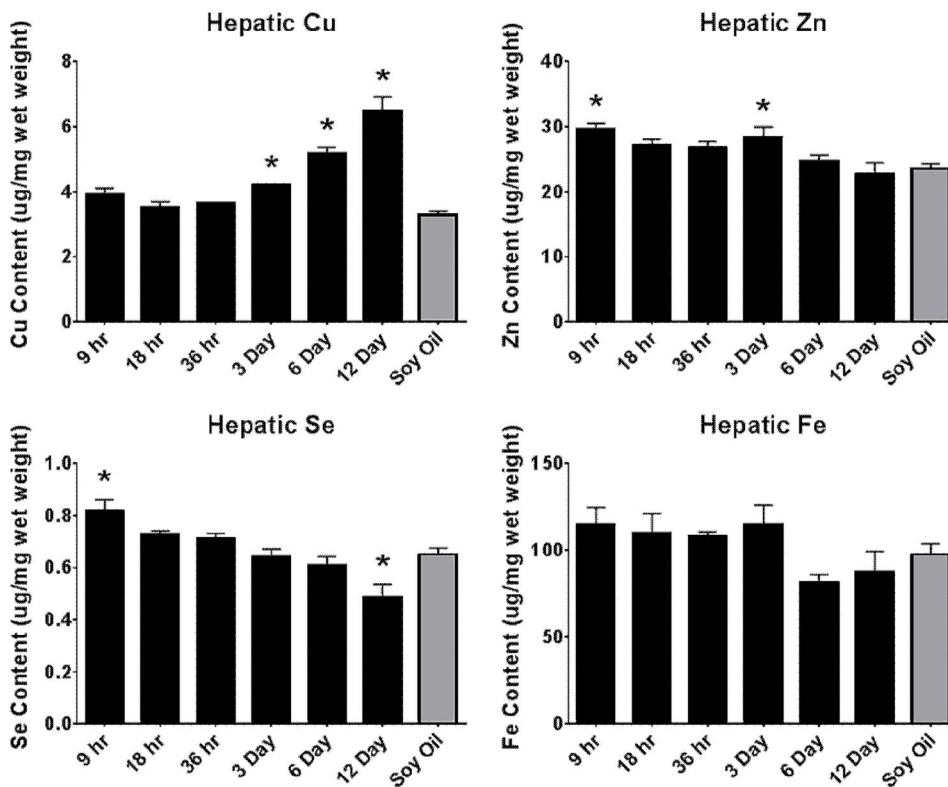 Hepatic Cu
Cu Content (ug/mg wet weight)
8
6
4
2
0
*
*
*
9 hr
18 hr
36 hr
3 Day
6 Day
12 Day
Soy Oil
Hepatic Zn
Zn Content (ug/mg wet weight)
40
30
20
10
0
*
*
9 hr
18 hr
36 hr
3 Day
6 Day
12 Day
Soy Oil
Hepatic Se
Se Content (ug/mg wet weight)
1.0
0.8
0.6
0.4
0.2
0.0
*
*
9 hr
18 hr
36 hr
3 Day
6 Day
12 Day
Soy Oil
Hepatic Fe
Fe Content (ug/mg wet weight)
150
100
50
0
9 hr
18 hr
36 hr
3 Day
6 Day
12 Day
Soy Oil